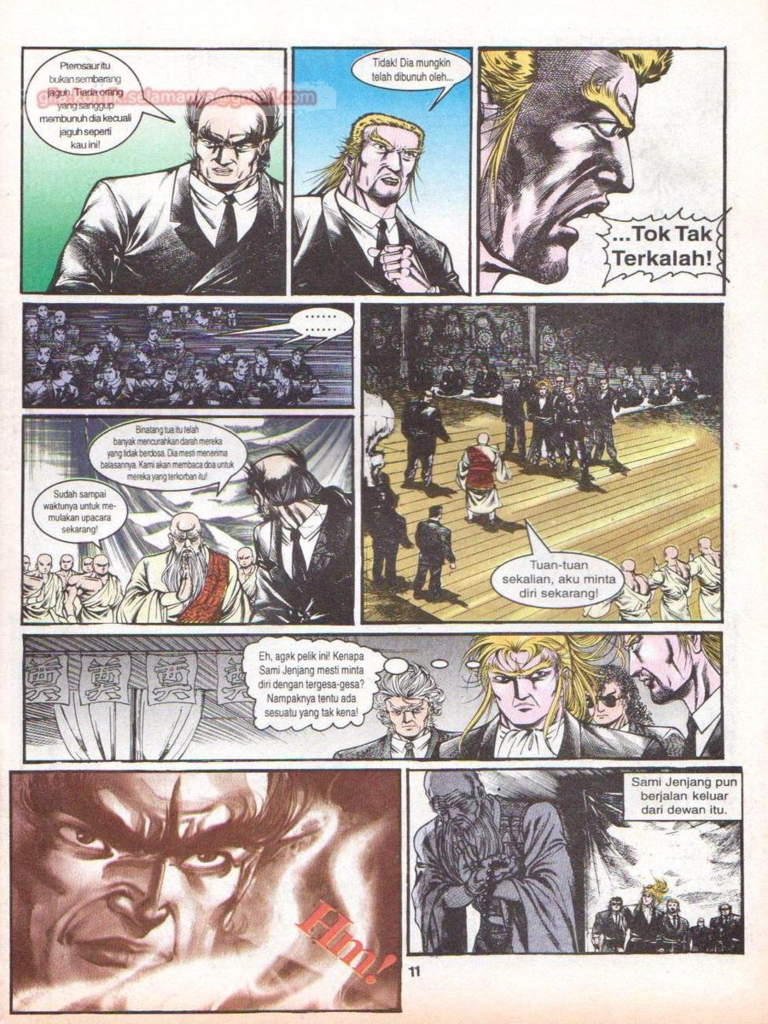 Pterosaur itu
bukan sembarang
jaguh. Tiada orang
yang sanggup
membunuh dia kecuali
jaguh seperti
kau ini!
Tidak! Dia mungkin
telah dibunuh oleh...
...Tok Tak
Terkalah!
......
......
Binatang tua itu telah
banyak mencurahkan darah mereka
yang tidak berdosa. Dia mesti menerima
balasannya. Kami akan membaca doa untuk
mereka yang terkorban itu!
Sudah sampai
waktunya untuk me-
mulakan upacara
sekarang!
Tuan-tuan
sekalian, aku minta
diri sekarang!
Eh, agak pelik ini! Kenapa
Sami Jenjang mesti minta
diri dengan tergesa-gesa?
Nampaknya tentu ada
sesuatu yang tak kena!
奠 奠 奠 奠
Hm!
Sami Jenjang pun
berjalan keluar
dari dewan itu.
11